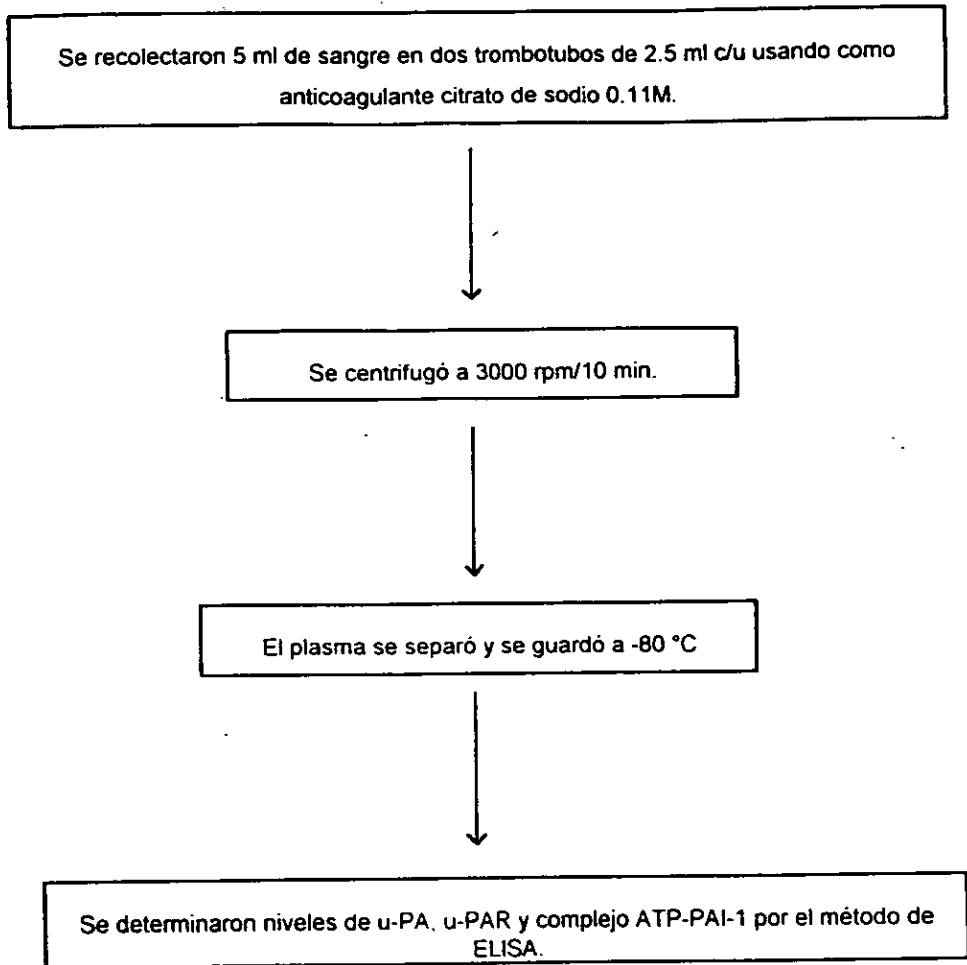 Se recolectaron 5 ml de sangre en dos trombotubos de 2.5 ml c/u usando como
anticoagulante citrato de sodio 0.11M.
Se centrifugó a 3000 rpm/10 min.
El plasma se separó y se guardó a -80 °C
Se determinaron niveles de u-PA, u-PAR y complejo ATP-PAI-1 por el método de
ELISA.